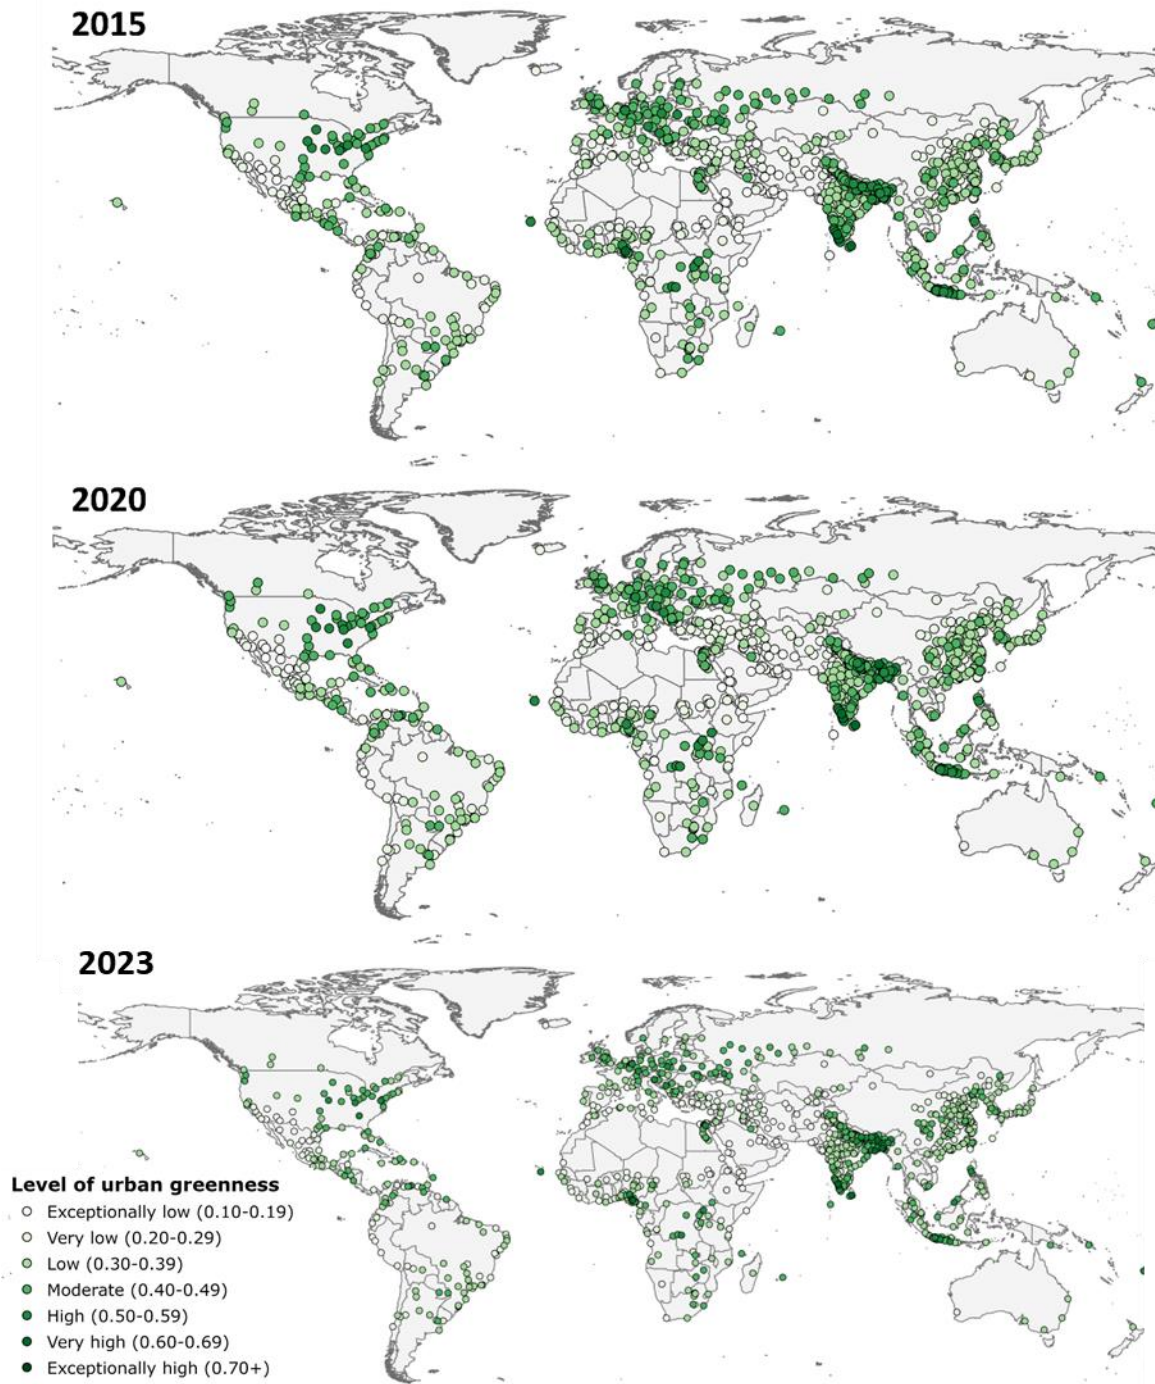 2015
2020
2023
Level of urban greenness
Exceptionally low (0.10-0.19)
Very low (0.20-0.29)
Low (0.30-0.39)
Moderate (0.40-0.49)
High (0.50-0.59)
Very high (0.60-0.69)
Exceptionally high (0.70+)